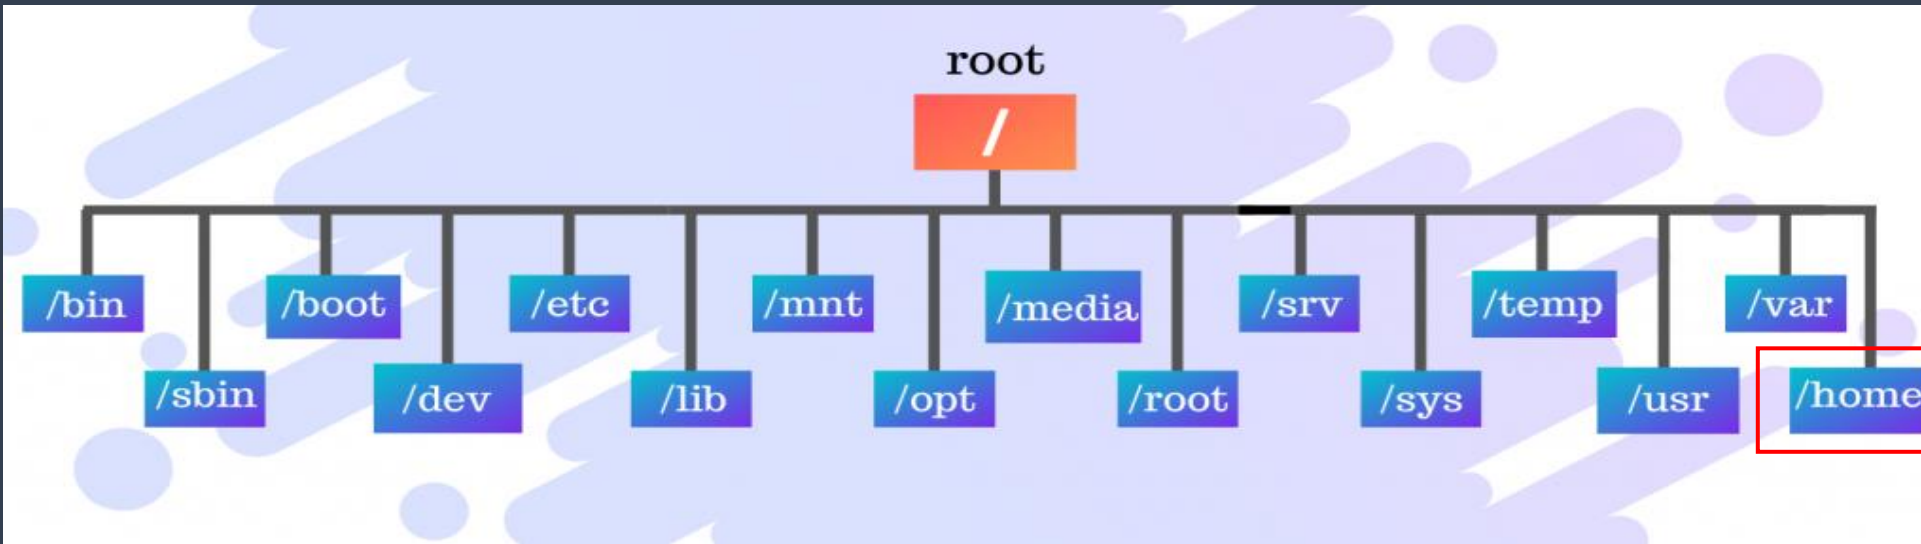 root
/
/bin
/boot
/etc
/mnt
/media
/srv
/temp
/var
/sbin
/dev
/lib
/opt
/root
/sys
/usr
/home